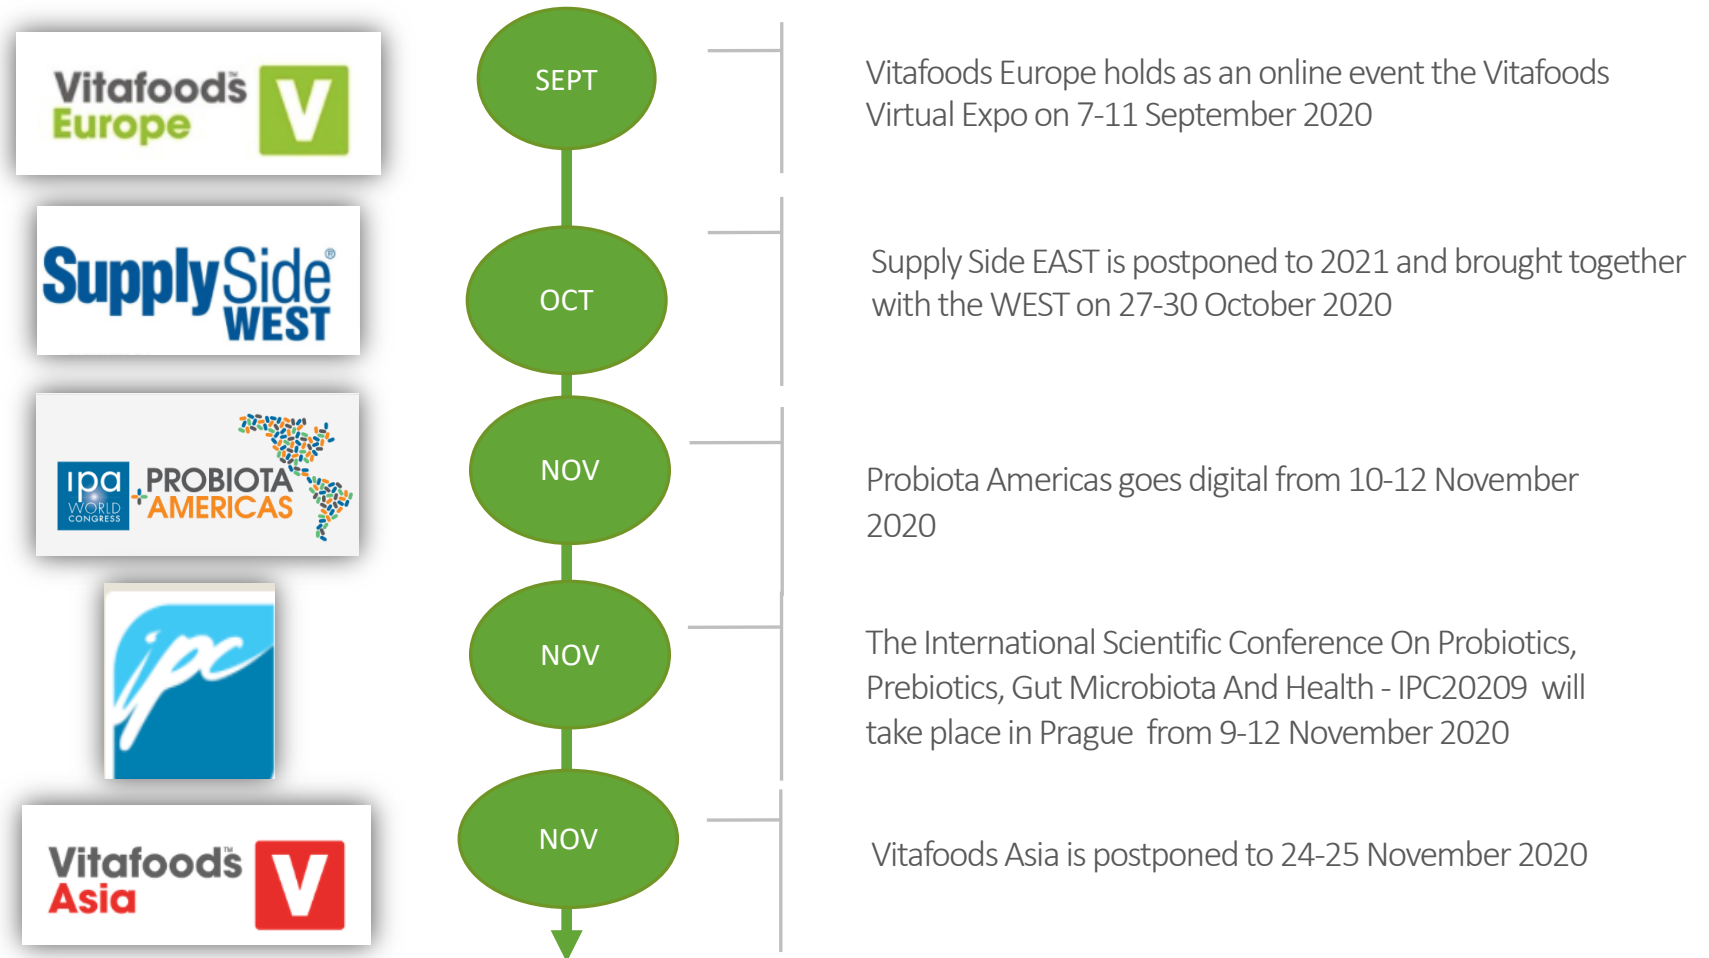 Vitafoods™
Europe
V
SEPT
Vitafoods Europe holds as an online event the Vitafoods
Virtual Expo on 7-11 September 2020
SupplySide®
WEST
OCT
Supply Side EAST is postponed to 2021 and brought together
with the WEST on 27-30 October 2020
ipa
WORLD
CONGRESS
+PROBIOTA
AMERICAS
NOV
Probiota Americas goes digital from 10-12 November
2020
ipc
NOV
The International Scientific Conference On Probiotics,
Prebiotics, Gut Microbiota And Health - IPC20209  will
take place in Prague  from 9-12 November 2020
Vitafoods™
Asia
V
NOV
Vitafoods Asia is postponed to 24-25 November 2020